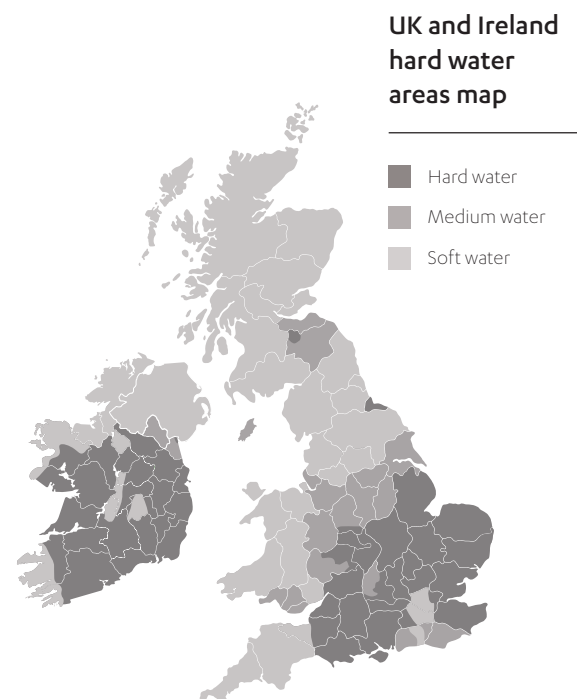 UK and Ireland
hard water
areas map
Hard water
Medium water
Soft water